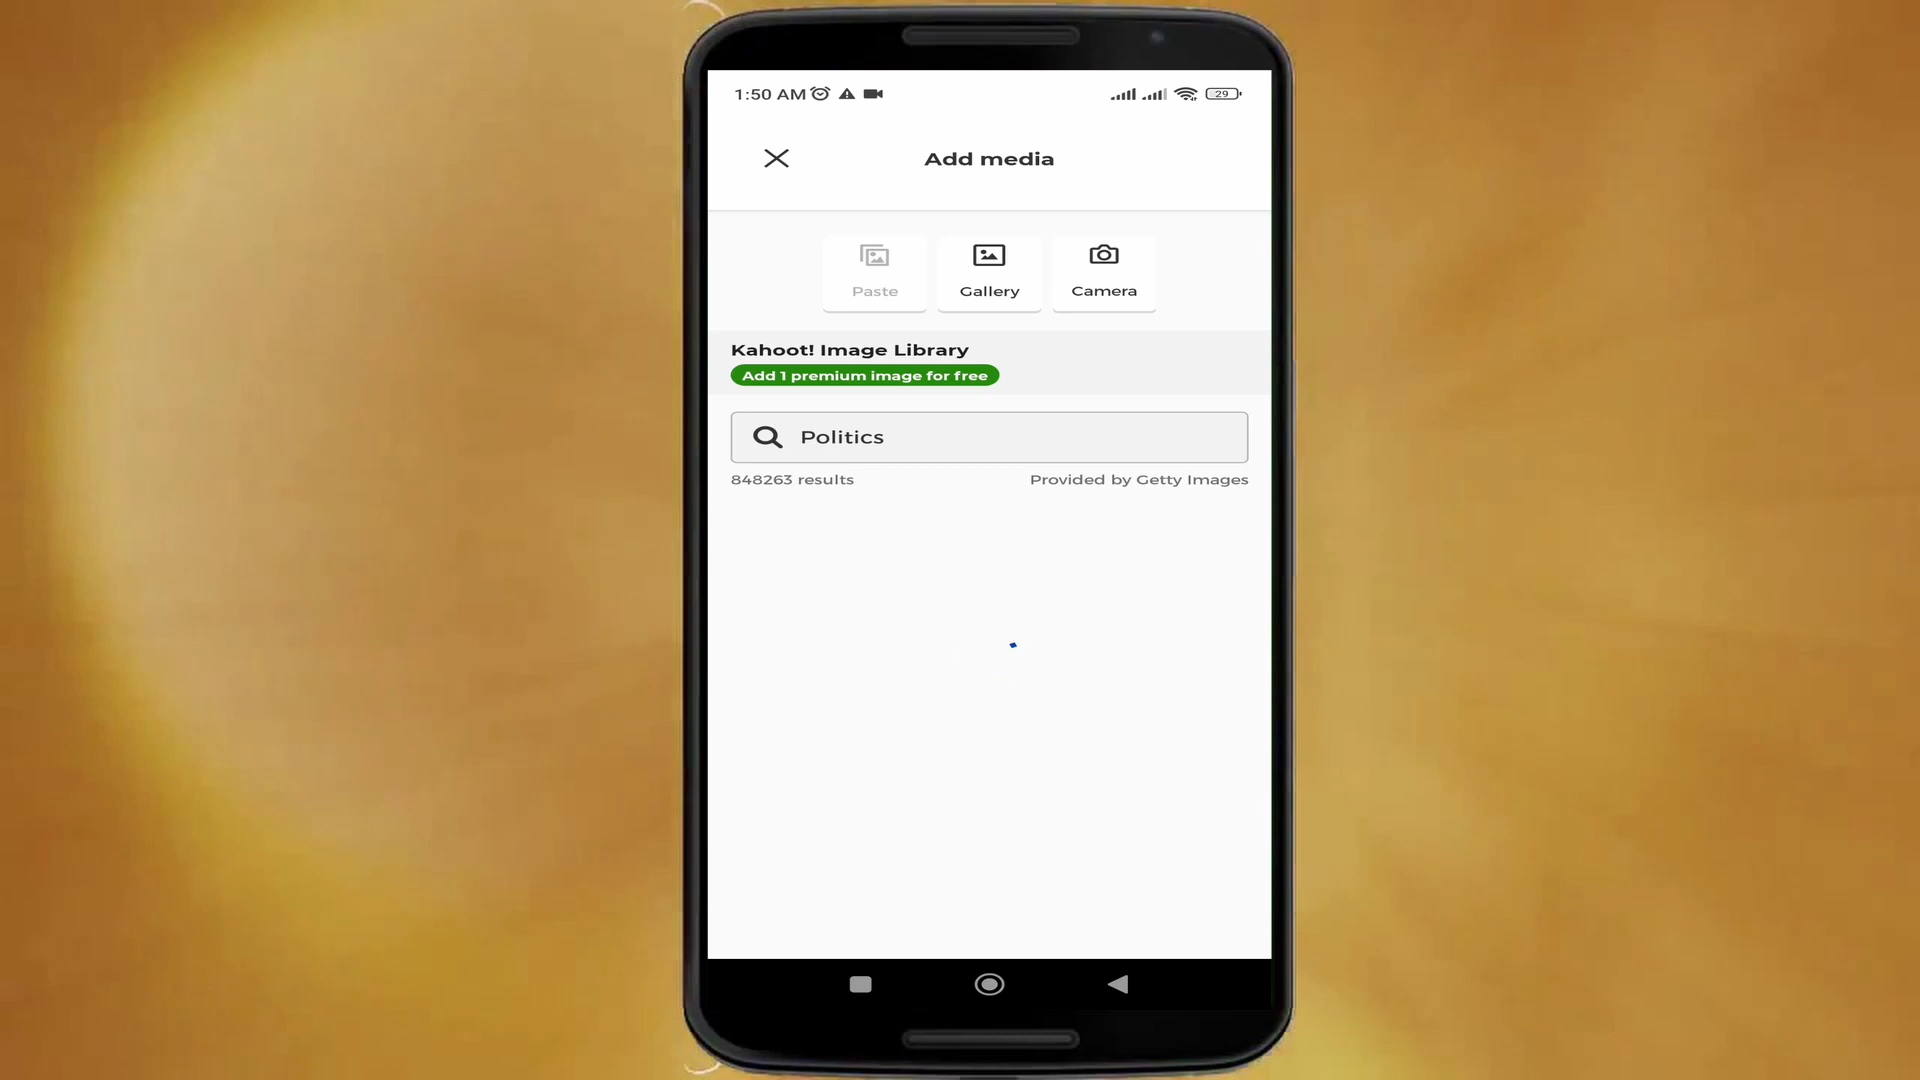 1:50 AM
29
Add media
Paste
Gallery
Camera
Kahoot! Image Library
Add 1 premium image for free
Politics
848263 results
Provided by Getty Images